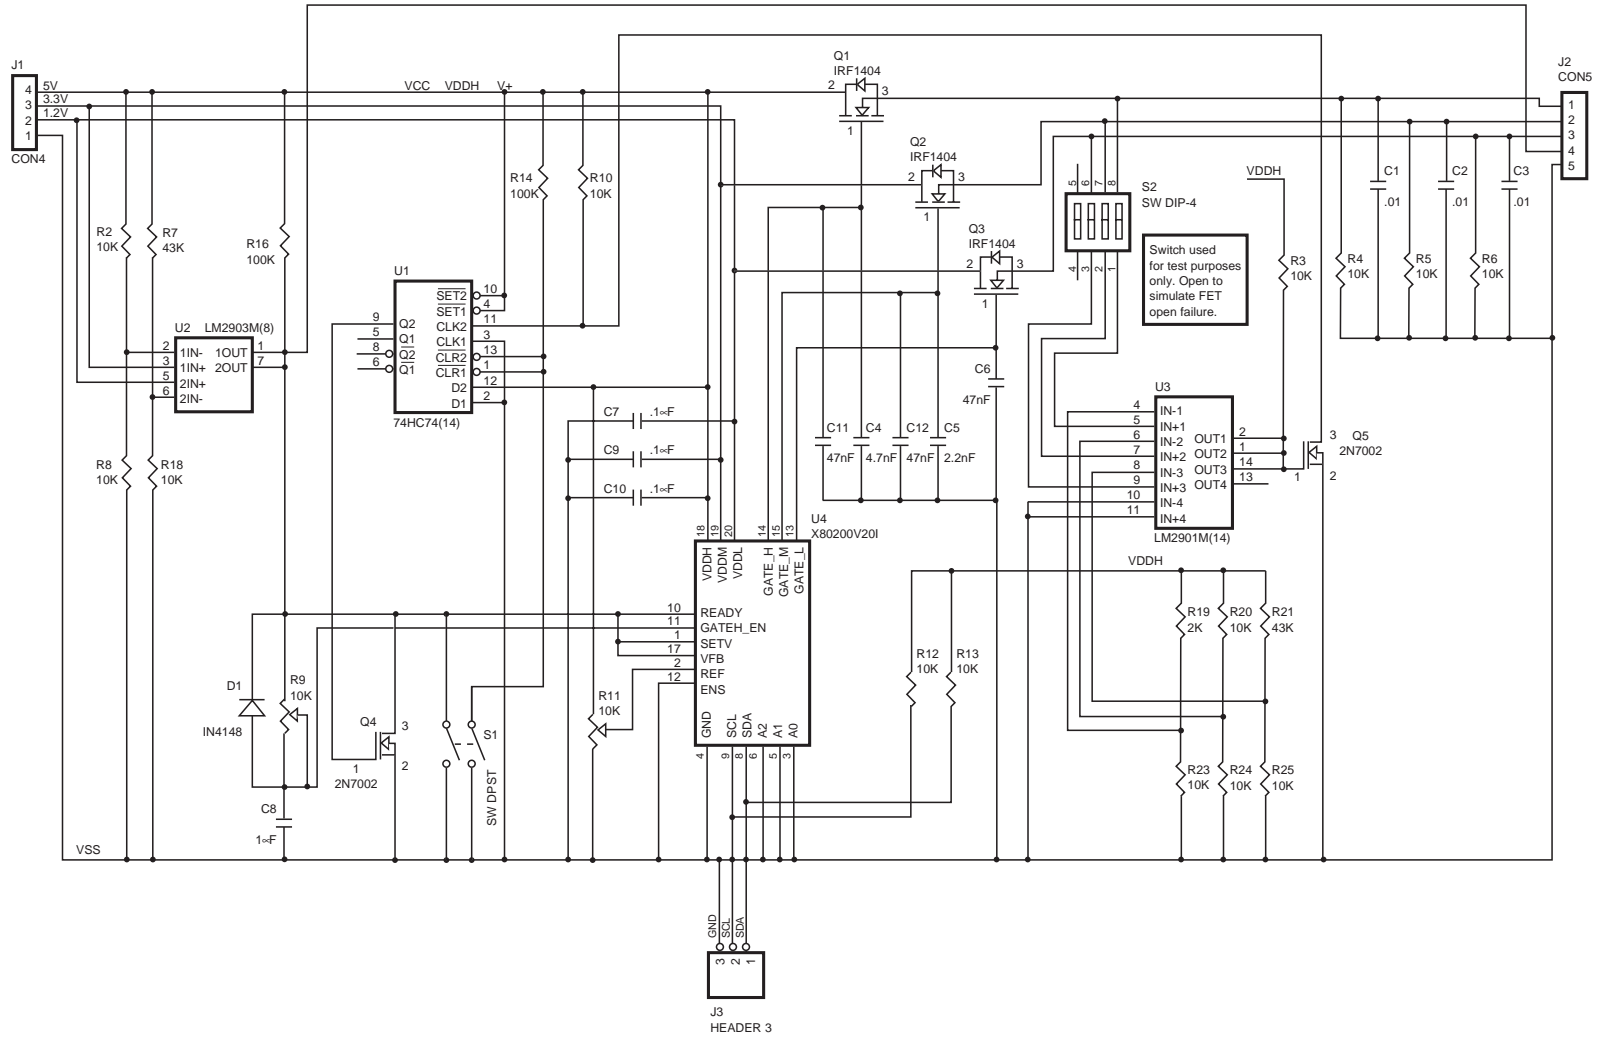 J1
4
3
2
1
CON4
5V
3.3V
1.2V
VCC
VDDH
V+
Q1
IRF1404
2
3
1
Q2
IRF1404
2
3
1
Q3
IRF1404
2
3
1
J2
CON5
1
2
3
4
5
R2
10K
R7
43K
R16
100K
R14
100K
R10
10K
U1
SET2
SET1
CLK2
CLK1
CLR2
CLR1
D2
D1
Q2
Q1
Q2
Q1
9
5
8
6
10
4
11
3
13
1
12
2
74HC74(14)
U2
LM2903M(8)
2
3
5
6
1IN-
1IN+
2IN+
2IN-
1OUT
2OUT
1
7
R8
10K
R18
10K
S2
SW DIP-4
5
6
7
8
4
3
2
1
Switch used
for test purposes
only. Open to
simulate FET
open failure.
VDDH
R3
10K
R4
10K
R5
10K
R6
10K
C1
.01
C2
.01
C3
.01
C7
.1∝F
C9
.1∝F
C10
.1∝F
C11
47nF
C4
4.7nF
C12
47nF
C5
2.2nF
C6
47nF
U3
4
5
6
7
8
9
10
11
IN-1
IN+1
IN-2
IN+2
IN-3
IN+3
IN-4
IN+4
OUT1
OUT2
OUT3
OUT4
2
1
14
13
LM2901M(14)
Q5
2N7002
3
1
2
U4
X80200V20I
18
19
20
14
15
13
VDDH
VDDM
VDDL
GATE_H
GATE_M
GATE_L
10
11
1
17
2
12
READY
GATEH_EN
SETV
VFB
REF
ENS
GND
SCL
SDA
A2
A1
A0
4
9
8
6
5
3
VDDH
R12
10K
R13
10K
R19
2K
R20
10K
R21
43K
R23
10K
R24
10K
R25
10K
D1
IN4148
R9
10K
Q4
3
1
2
2N7002
S1
SW DPST
R11
10K
C8
1∝F
VSS
GND
SCL
SDA
3
2
1
J3
HEADER 3